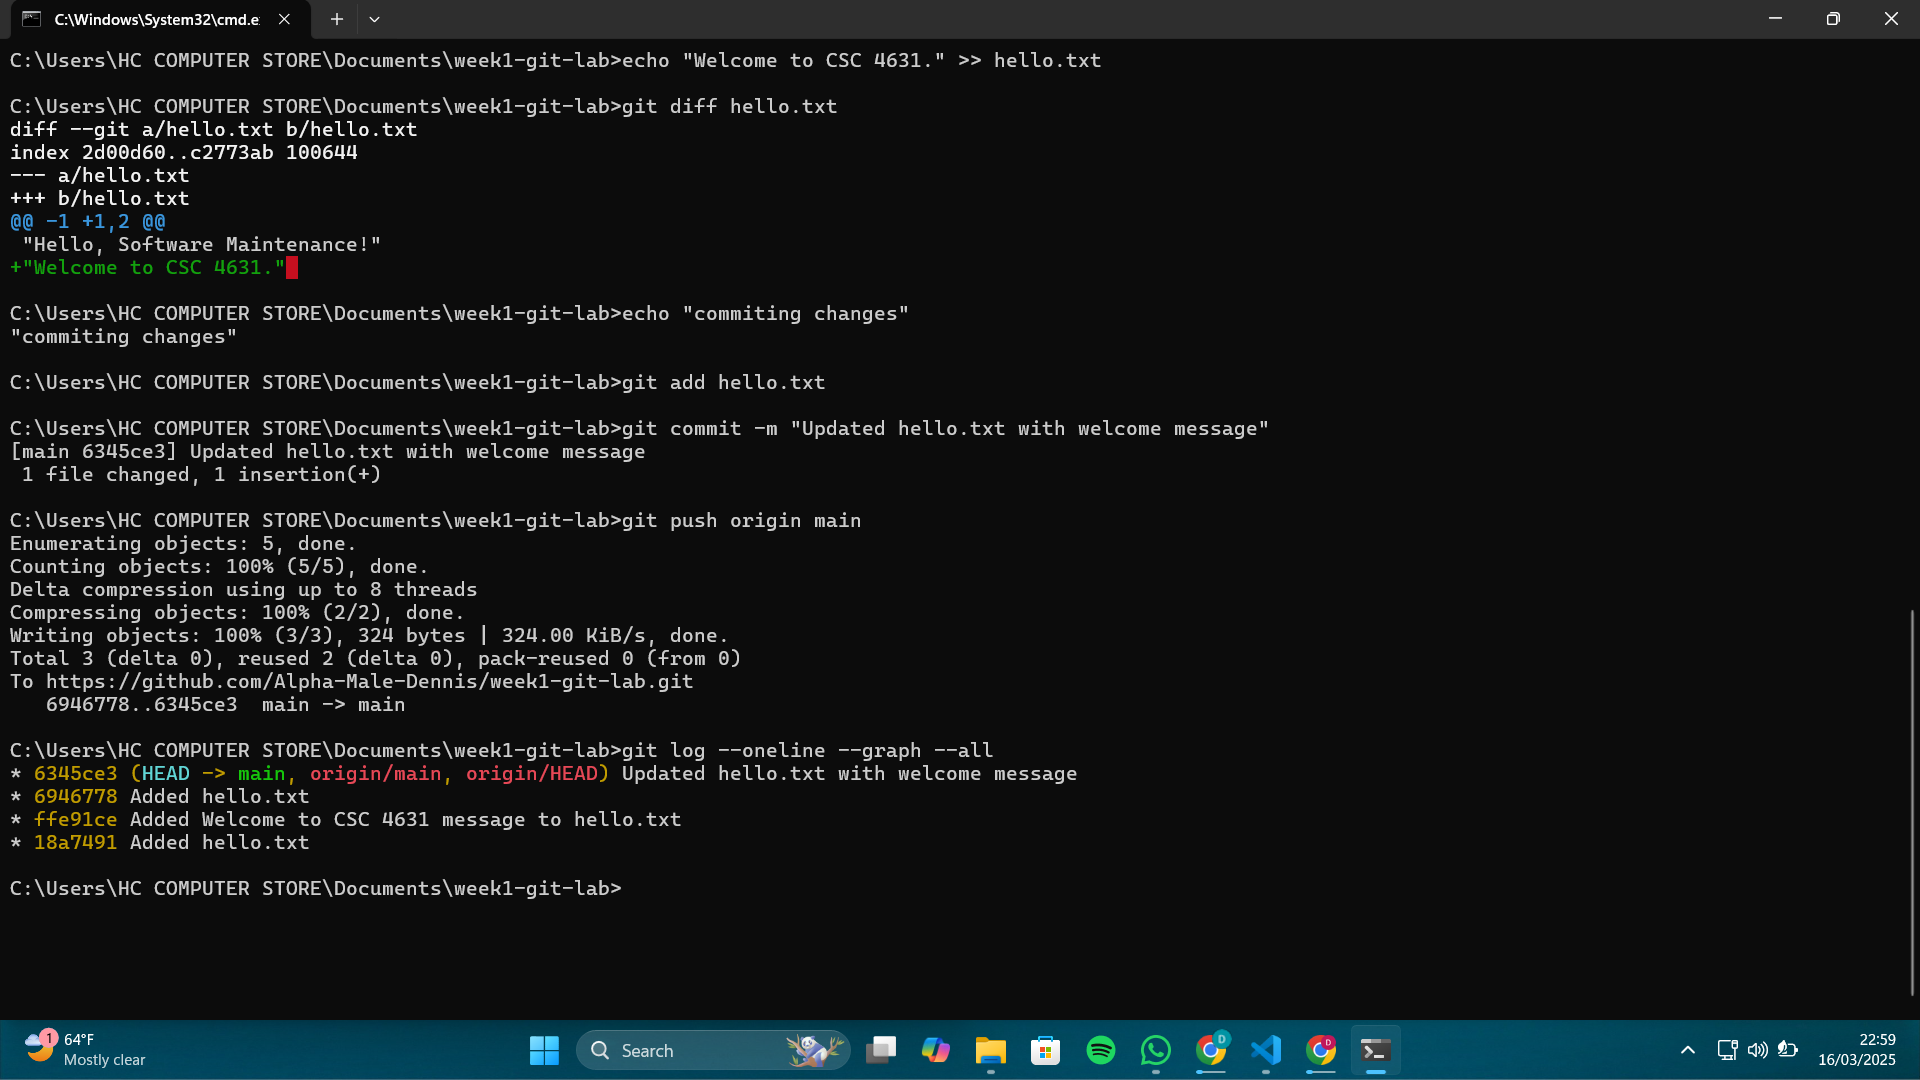 C:\Windows\System32\cmd.e
C:\Users\HC COMPUTER STORE\Documents\week1-git-lab>echo "Welcome to CSC 4631." >> hello.txt
C:\Users\HC COMPUTER STORE\Documents\week1-git-lab>git diff hello.txt
diff --git a/hello.txt b/hello.txt
index 2d00d60..c2773ab 100644
--- a/hello.txt
+++ b/hello.txt
@@ -1 +1,2 @@
 "Hello, Software Maintenance!"
+"Welcome to CSC 4631."
C:\Users\HC COMPUTER STORE\Documents\week1-git-lab>echo "commiting changes"
"commiting changes"
C:\Users\HC COMPUTER STORE\Documents\week1-git-lab>git add hello.txt
C:\Users\HC COMPUTER STORE\Documents\week1-git-lab>git commit -m "Updated hello.txt with welcome message"
[main 6345ce3] Updated hello.txt with welcome message
 1 file changed, 1 insertion(+)
C:\Users\HC COMPUTER STORE\Documents\week1-git-lab>git push origin main
Enumerating objects: 5, done.
Counting objects: 100% (5/5), done.
Delta compression using up to 8 threads
Compressing objects: 100% (2/2), done.
Writing objects: 100% (3/3), 324 bytes | 324.00 KiB/s, done.
Total 3 (delta 0), reused 2 (delta 0), pack-reused 0 (from 0)
To https://github.com/Alpha-Male-Dennis/week1-git-lab.git
   6946778..6345ce3  main -> main
C:\Users\HC COMPUTER STORE\Documents\week1-git-lab>git log --oneline --graph --all
* 6345ce3 (HEAD -> main, origin/main, origin/HEAD) Updated hello.txt with welcome message
* 6946778 Added hello.txt
* ffe91ce Added Welcome to CSC 4631 message to hello.txt
* 18a7491 Added hello.txt
C:\Users\HC COMPUTER STORE\Documents\week1-git-lab>
1
64°F
Mostly clear
Search
D
D
22:59
16/03/2025